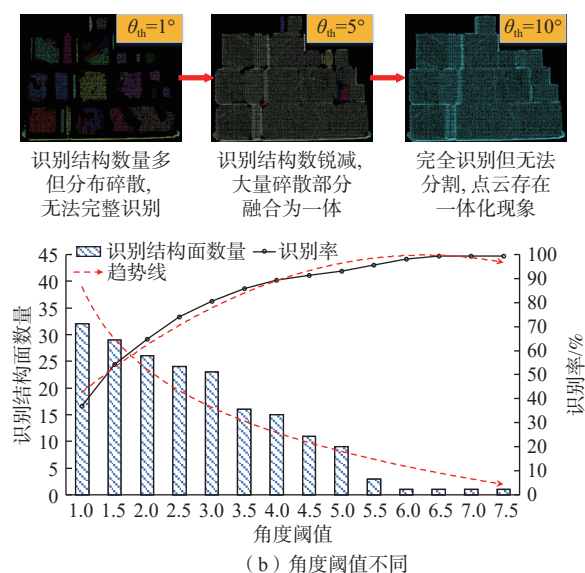 θth=1°
θth=5°
θth=10°
识别结构数量多
但分布碎散,
无法完整识别
识别结构数锐减,
大量碎散部分
融合为一体
完全识别但无法
分割, 点云存在
一体化现象
识别结构面数量
识别率
趋势线
识别结构面数量
45
40
35
30
25
20
15
10
5
0
100
90
80
70
60
50
40
30
20
10
0
识别率/%
1.0 1.5 2.0 2.5 3.0 3.5 4.0 4.5 5.0 5.5 6.0 6.5 7.0 7.5
角度阈值
（b）角度阈值不同